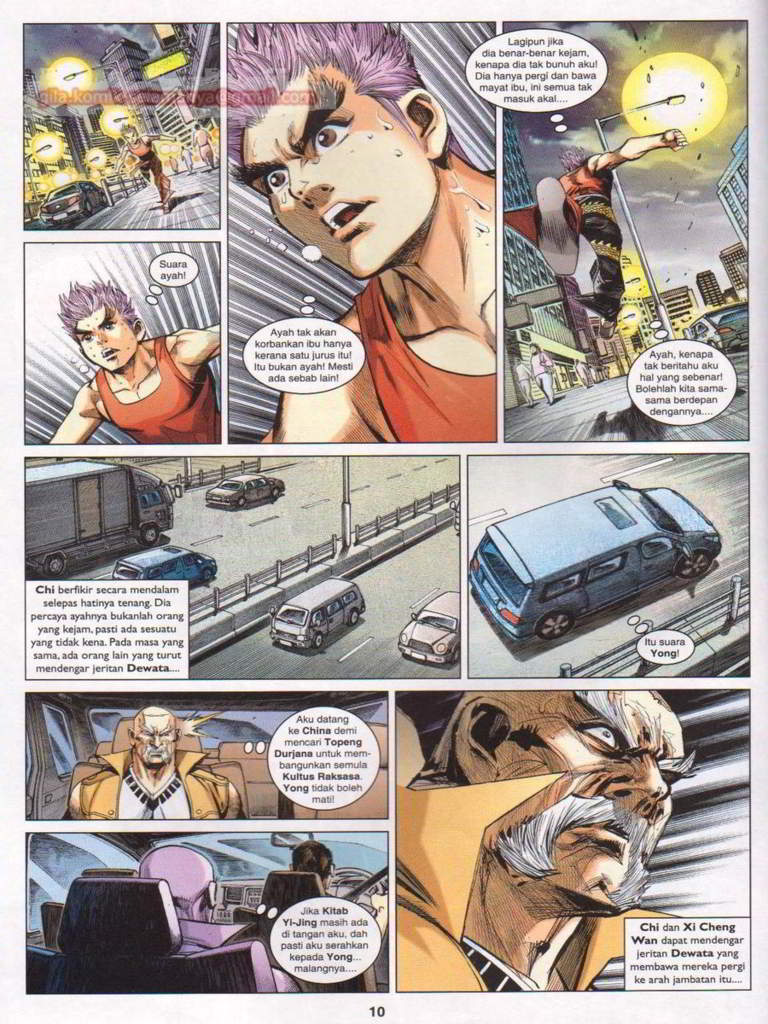 Suara
ayah!
Ayah tak akan
korbankan ibu hanya
kerana satu jurus itu!
Itu bukan ayah! Mesti
ada sebab lain!
Lagipun jika
dia benar-benar kejam,
kenapa dia tak bunuh aku!
Dia hanya pergi dan bawa
mayat ibu, ini semua tak
masuk akal....
Ayah, kenapa
tak beritahu aku
hal yang sebenar!
Bolehlah kita sama-
sama berdepan
dengannya....
Chi berfikir secara mendalam
selepas hatinya tenang. Dia
percaya ayahnya bukanlah orang
yang kejam, pasti ada sesuatu
yang tidak kena. Pada masa yang
sama, ada orang lain yang turut
mendengar jeritan Dewata....
Itu suara
Yong!
Aku datang
ke China demi
mencari Topeng
Durjana untuk mem-
bangunkan semula
Kultus Raksasa.
Yong tidak boleh
mati!
Jika Kitab
Yi-Jing masih ada
di tangan aku, dah
pasti aku serahkan
kepada Yong...
malangnya....
Chi dan Xi Cheng
Wan dapat mendengar
jeritan Dewata yang
membawa mereka pergi
ke arah jambatan itu....
10